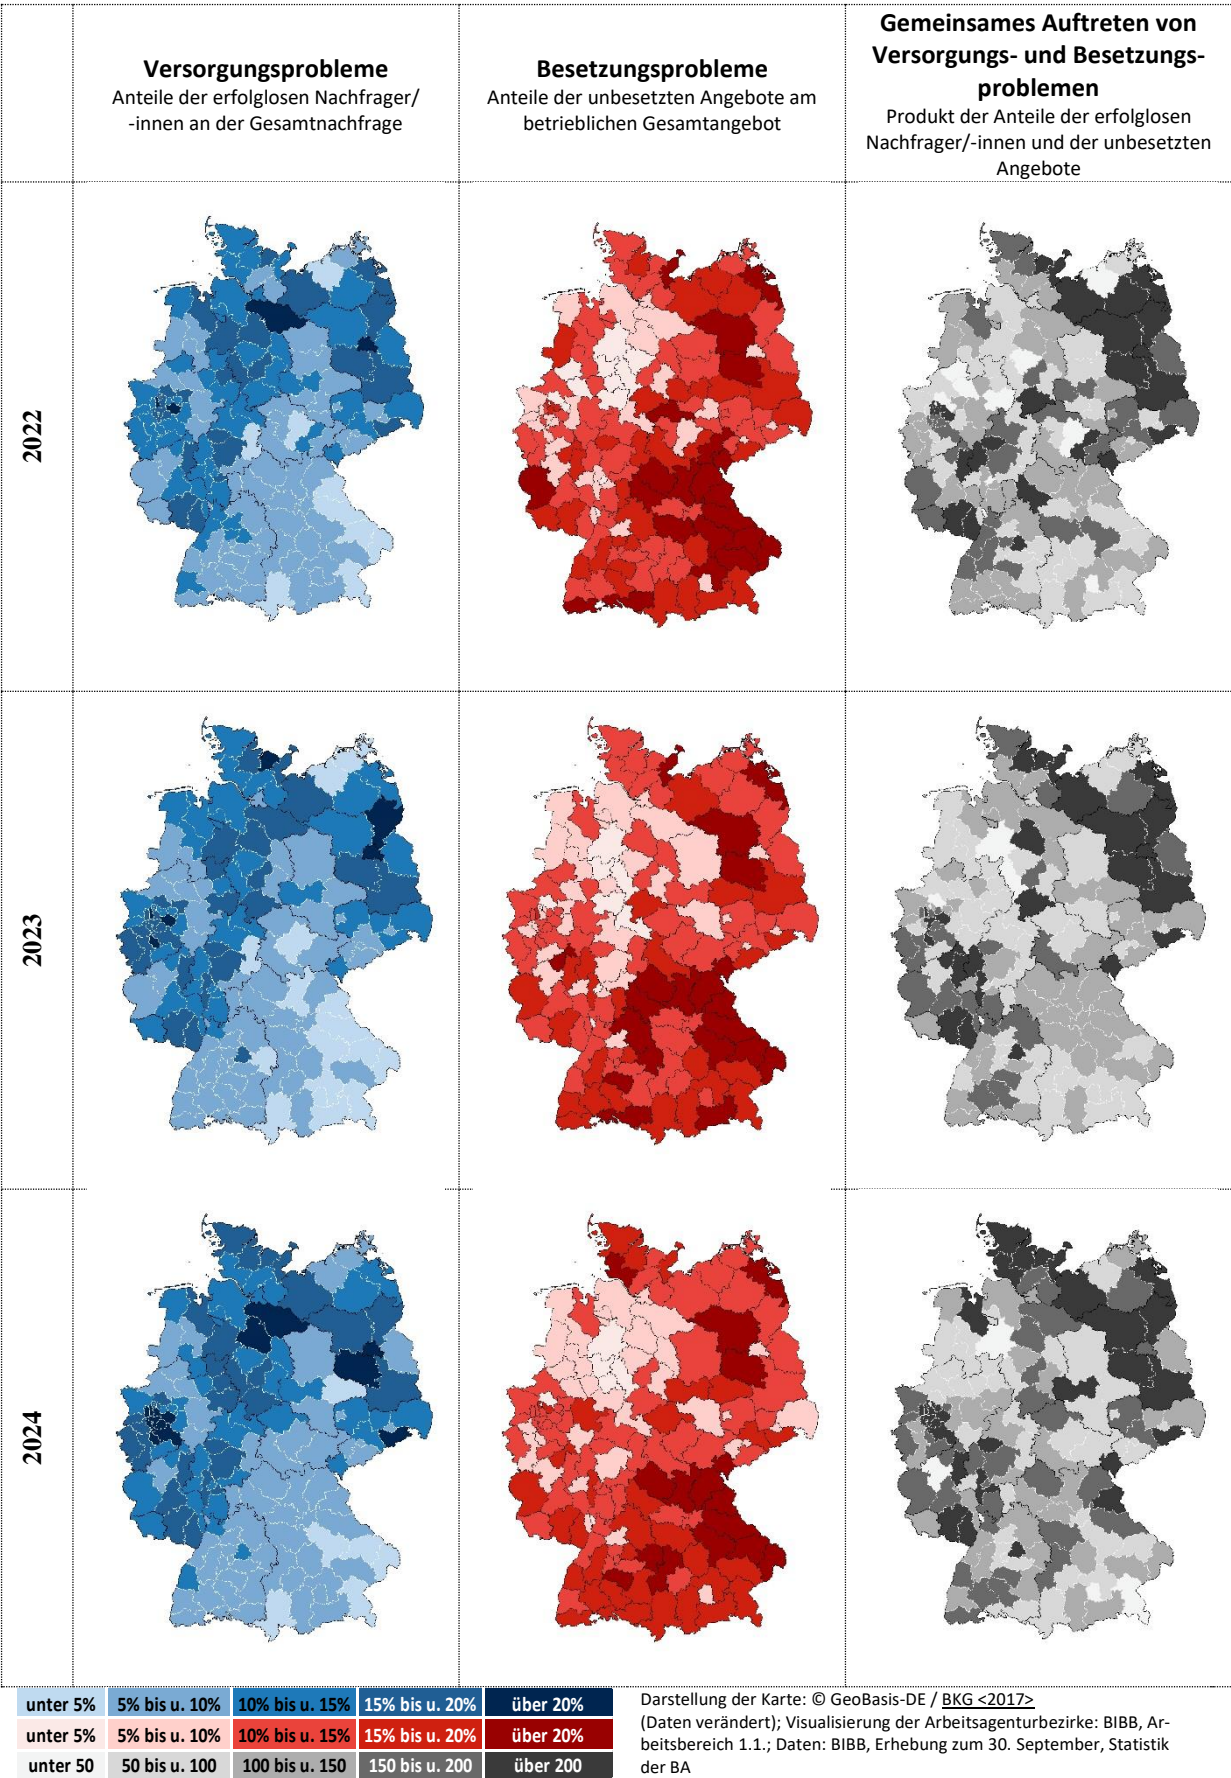 Versorgungsprobleme
Anteile der erfolglosen Nachfrager/
-innen an der Gesamtnachfrage
Besetzungsprobleme
Anteile der unbesetzten Angebote am
betrieblichen Gesamtangebot
Gemeinsames Auftreten von
Versorgungs- und Besetzungs-
problemen
Produkt der Anteile der erfolglosen
Nachfrager/-innen und der unbesetzten
Angebote
2022
2023
2024
unter 5% 5% bis u. 10% 10% bis u. 15% 15% bis u. 20% über 20%
unter 5% 5% bis u. 10% 10% bis u. 15% 15% bis u. 20% über 20%
unter 50 50 bis u. 100 100 bis u. 150 150 bis u. 200 über 200
Darstellung der Karte: © GeoBasis-DE / BKG <2017>
(Daten verändert); Visualisierung der Arbeitsagenturbezirke: BIBB, Ar-
beitsbereich 1.1.; Daten: BIBB, Erhebung zum 30. September, Statistik
der BA